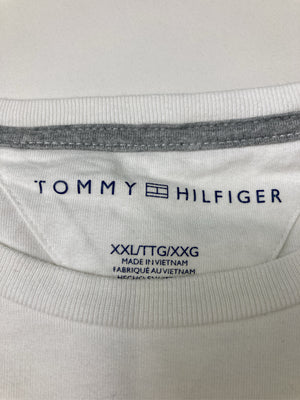 TOMMY HILFIGER
XXL/TTG/XXG
MADE IN VIETNAM
FABRIQUÉ AU VIETNAM